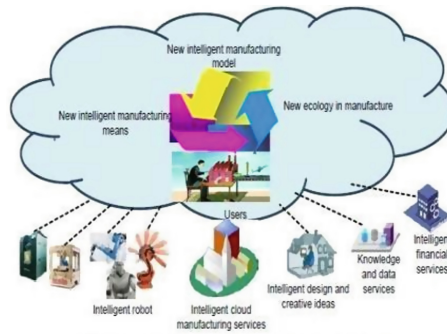 New intelligent manufacturing
model
New intelligent manufacturing
means
New ecology in manufacture
Users
Intelligent robot
Intelligent cloud
manufacturing services
Intelligent design and
creative ideas
Knowledge
and data
services
Intelligent
financial
services